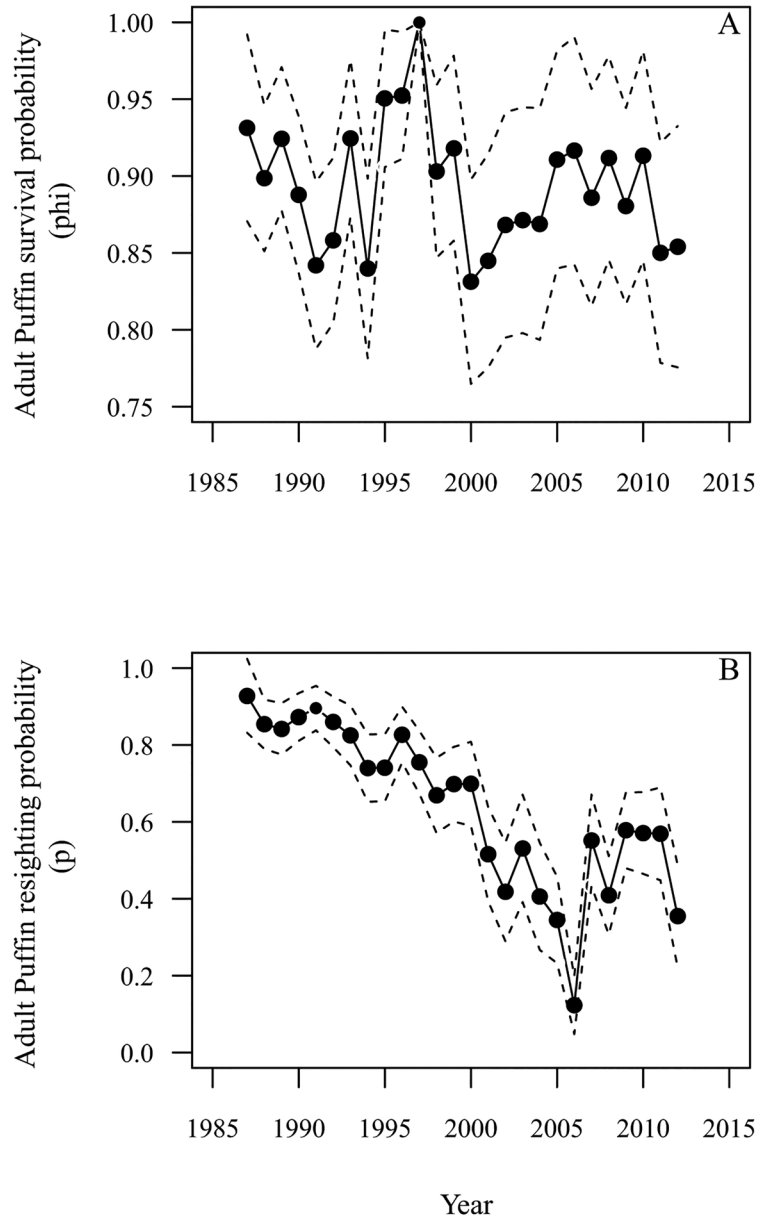 A
Adult Puffin survival probability
(phi)
1.00
0.95
0.90
0.85
0.80
0.75
1985 1990 1995 2000 2005 2010 2015
B
Adult Puffin resighting probability
(p)
1.0
0.8
0.6
0.4
0.2
0.0
1985 1990 1995 2000 2005 2010 2015
Year